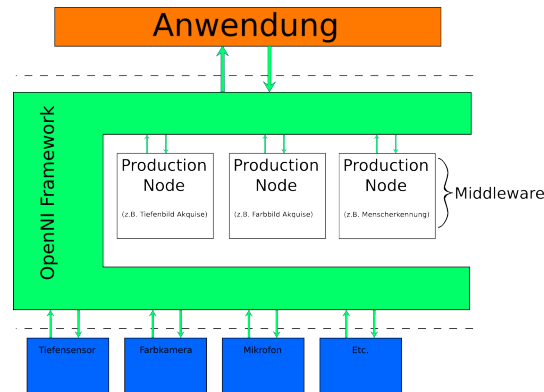 Anwendung
OpenNI Framework
Production
Node
(z.B. Tiefenbild Akquise)
Production
Node
(z.B. Farbbild Akquise)
Production
Node
(z.B. Menscherkennung)
Middleware
Tiefensensor
Farbkamera
Mikrofon
Etc.